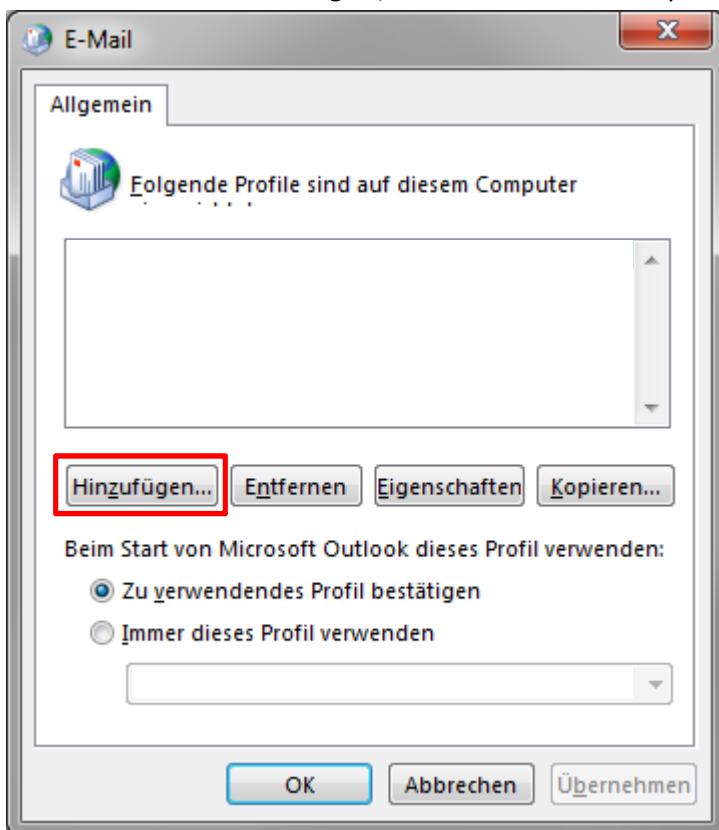 E-Mail
Allgemein
Folgende Profile sind auf diesem Computer
Hinzufügen... Entfernen Eigenschaften Kopieren...
Beim Start von Microsoft Outlook dieses Profil verwenden:
Zu verwendendes Profil bestätigen
Immer dieses Profil verwenden
OK Abbrechen Übernehmen